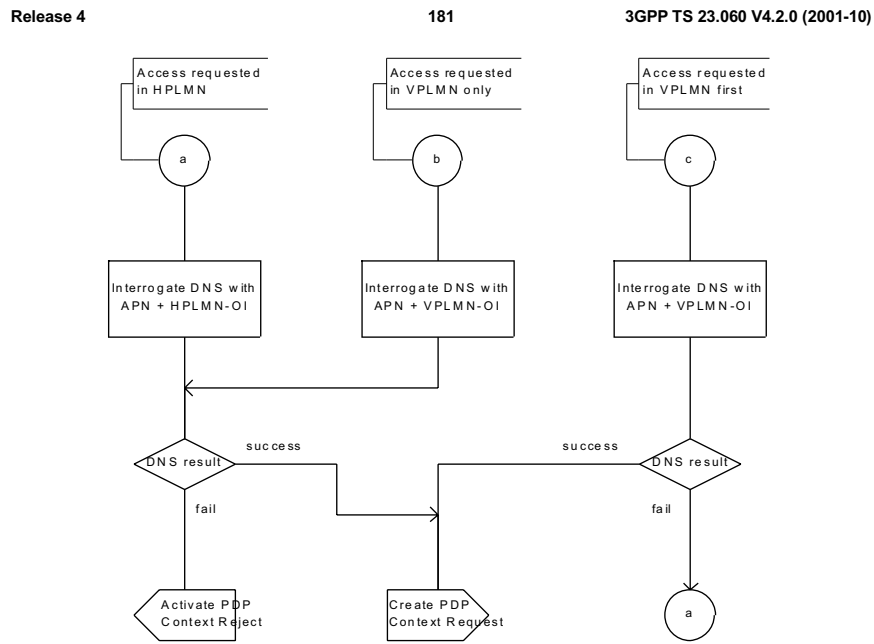 Release 4 181 3GPP TS 23.060 V4.2.0 (2001-10)
Access requested
in HPLMN
Access requested
in VPLMN only
Access requested
in VPLMN first
a
b
c
Interrogate DNS with
APN + HPLMN-OI
Interrogate DNS with
APN + VPLMN-OI
Interrogate DNS with
APN + VPLMN-OI
success
success
DNS result
DNS result
fail
fail
Activate PDP
Context Reject
Create PDP
Context Request
a